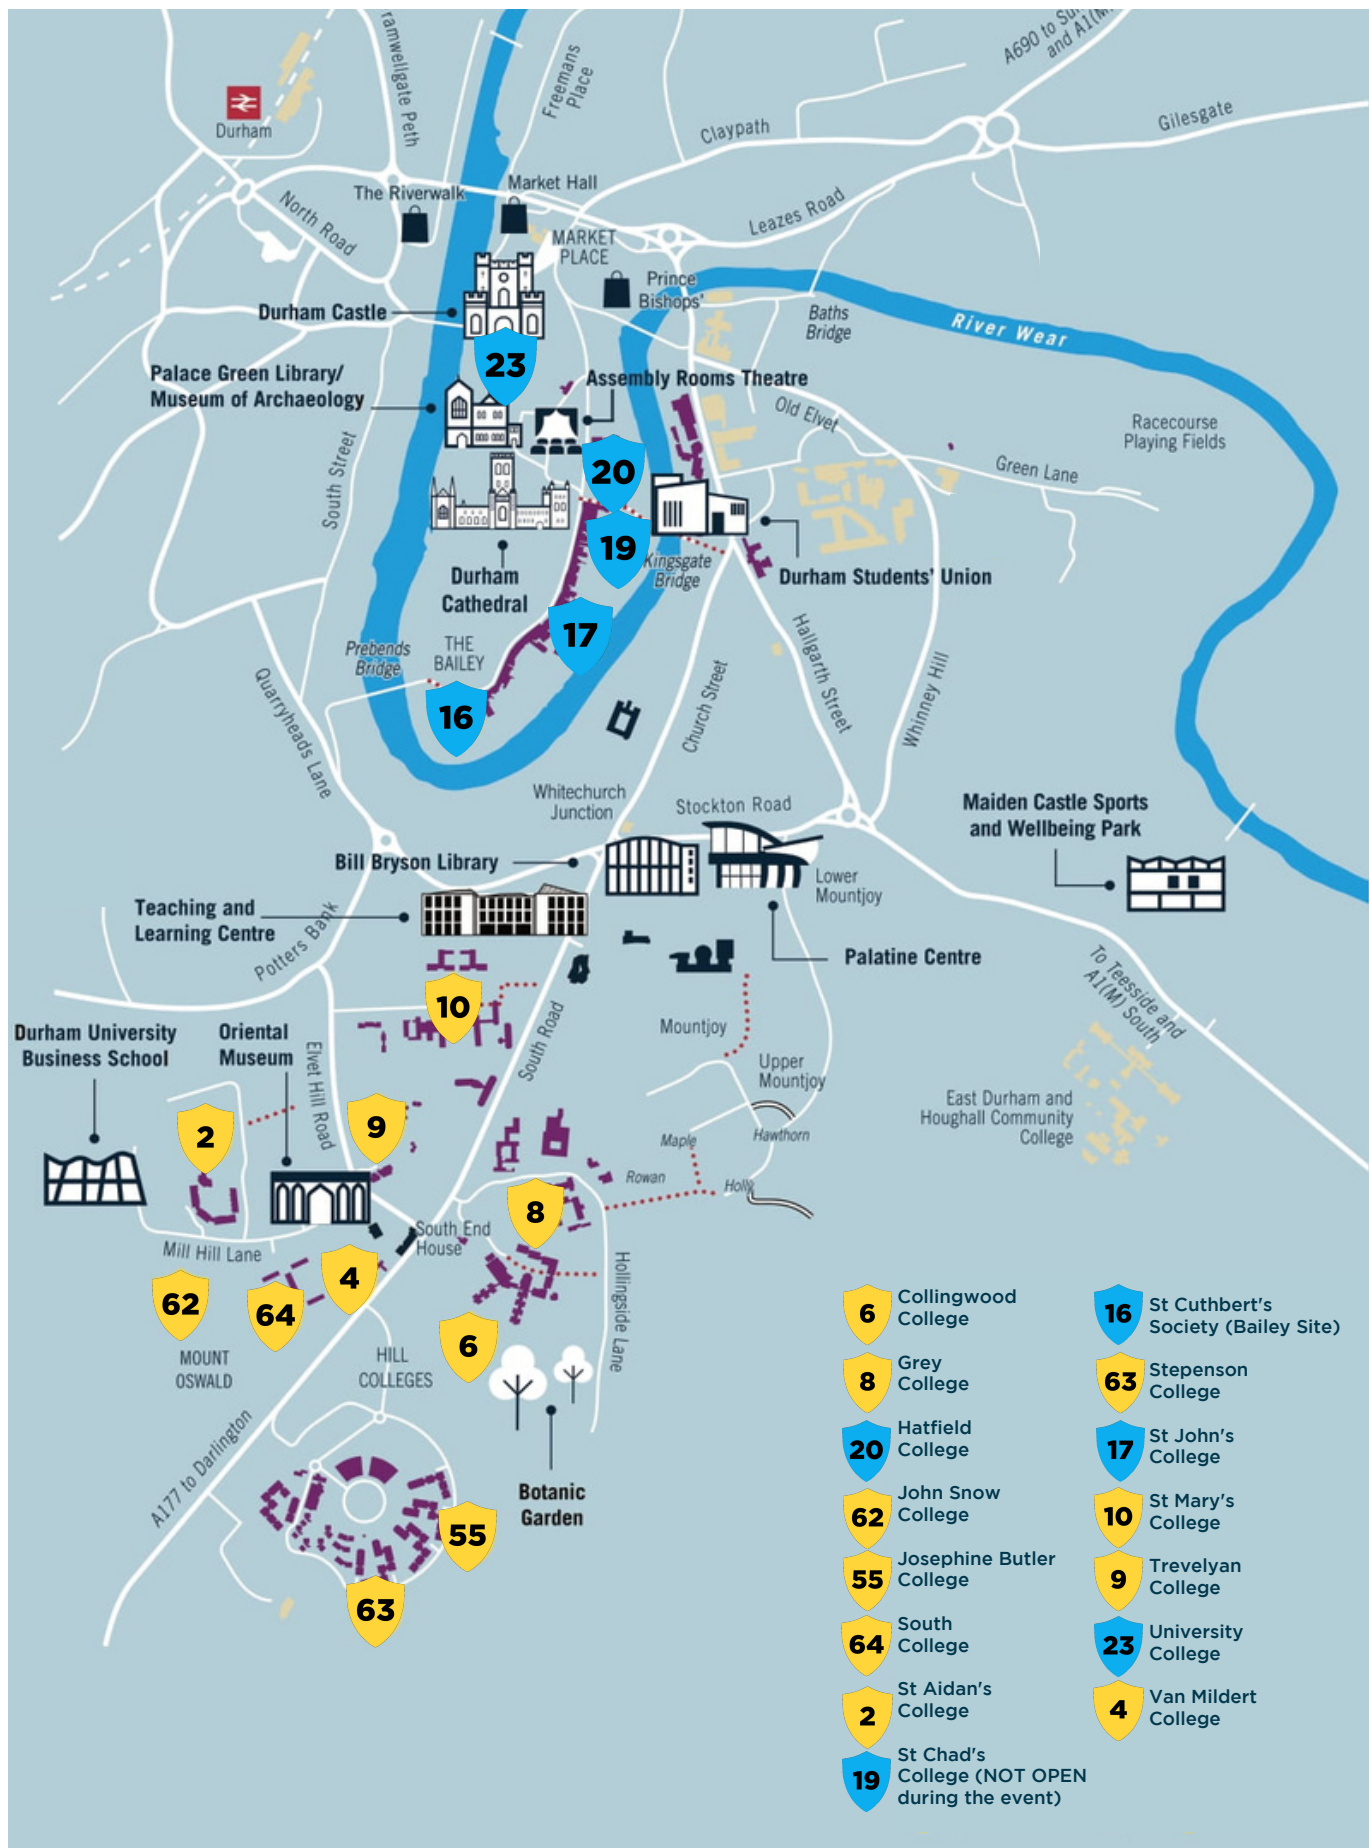 A690 to Sun
and A1(M)
ramwellgate Peth
Freemans
Place
Durham
Claypath
Gilesgate
The Riverwalk
Market Hall
North Road
Leazes Road
MARKET
PLACE
Prince
Bishops'
Durham Castle
Baths
Bridge
River Wear
23
Palace Green Library/
Museum of Archaeology
Assembly Rooms Theatre
Old Elvet
Racecourse
Playing Fields
South Street
20
Green Lane
19
Kingsgate
Bridge
Durham
Cathedral
Durham Students' Union
17
Prebends
Bridge
THE
BAILEY
Hallgarth Street
Whinney Hill
Church Street
Quarryheads Lane
16
Whitechurch
Junction
Stockton Road
Maiden Castle Sports
and Wellbeing Park
Bill Bryson Library
Lower
Mountjoy
Teaching and
Learning Centre
Potters Bank
Palatine Centre
To Teesside and
A1(M) South
10
Durham University
Business School
Oriental
Museum
Elvet Hill Road
South Road
Mountjoy
Upper
Mountjoy
East Durham and
Houghall Community
College
2
9
Maple
Hawthorn
Rowan
Holly
8
South End
House
Mill Hill Lane
Hollingside Lane
62
64
4
6
MOUNT
OSWALD
HILL
COLLEGES
A177 to Darlington
Botanic
Garden
55
63
6
Collingwood
College
8
Grey
College
20
Hatfield
College
62
John Snow
College
55
Josephine Butler
College
64
South
College
2
St Aidan's
College
19
St Chad's
College (NOT OPEN
during the event)
16
St Cuthbert's
Society (Bailey Site)
63
Stepenson
College
17
St John's
College
10
St Mary's
College
9
Trevelyan
College
23
University
College
4
Van Mildert
College